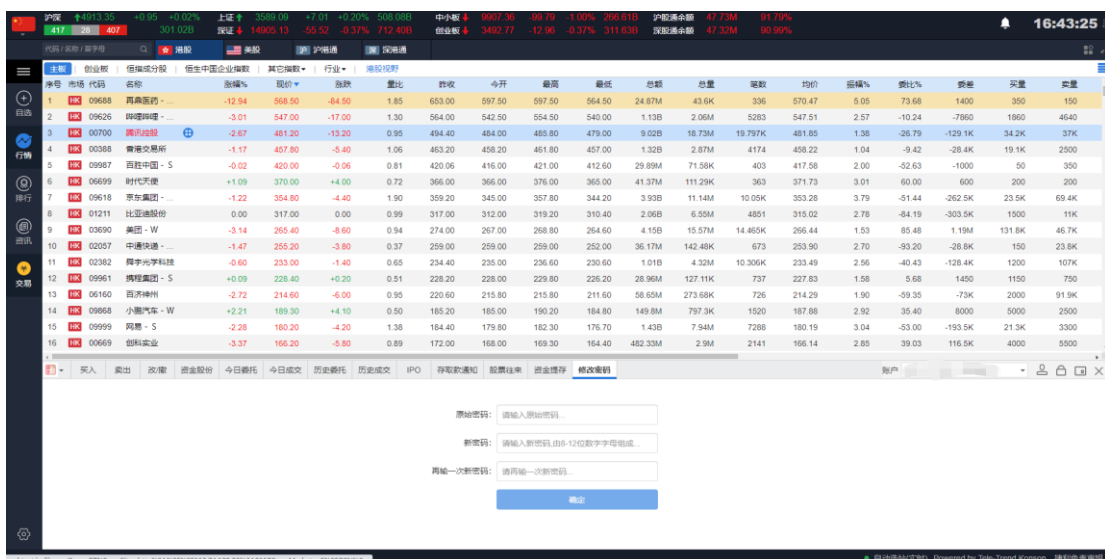 沪深 4913.35 +0.95 +0.02% 上证 3589.09 +7.01 +0.20% 508.08B 中小板 9907.36 -99.79 -1.00% 266.61B 沪股通余额 47.73M 91.79%
417 28 407 301.02B 深证 14905.13 -55.52 -0.37% 712.40B 创业板 3492.77 -12.96 -0.37% 311.63B 深股通余额 47.32M 90.99%
16:43:25
代码 / 名称 / 首字母 港股 美股 沪港通 深港通
主板 创业板 恒指成分股 恒生中国企业指数 其它指数 行业 港股视野
序号 市场 代码 名称 涨幅% 现价 涨跌 量比 昨收 今开 最高 最低 总额 总量 笔数 均价 振幅% 委比% 委差 买量 卖量
1 HK 09688 再鼎医药 - ... -12.94 568.50 -84.50 1.85 653.00 597.50 597.50 564.50 24.87M 43.6K 336 570.47 5.05 73.68 1400 350 150
2 HK 09626 哔哩哔哩 - ... -3.01 547.00 -17.00 1.30 564.00 542.50 554.50 540.00 1.13B 2.06M 5283 547.51 2.57 -10.24 -7860 1860 4640
3 HK 00700 腾讯控股 -2.67 481.20 -13.20 0.95 494.40 484.00 485.80 479.00 9.02B 18.73M 19.797K 481.85 1.38 -26.79 -129.1K 34.2K 37K
4 HK 00388 香港交易所 -1.17 457.80 -5.40 1.06 463.20 458.20 461.80 457.00 1.32B 2.87M 4174 458.22 1.04 -9.42 -28.4K 19.1K 2500
5 HK 09987 百胜中国 - S -0.02 420.00 -0.06 0.81 420.06 416.00 421.00 412.60 29.89M 71.58K 403 417.58 2.00 -52.63 -1000 50 350
6 HK 06699 时代天使 +1.09 370.00 +4.00 0.72 366.00 366.00 376.00 365.00 41.37M 111.29K 363 371.73 3.01 60.00 600 200 200
7 HK 09618 京东集团 - ... -1.22 354.80 -4.40 1.90 359.20 345.00 357.80 344.20 3.93B 11.14M 10.05K 353.28 3.79 -51.44 -262.5K 23.5K 69.4K
8 HK 01211 比亚迪股份 0.00 317.00 0.00 0.99 317.00 312.00 319.20 310.40 2.06B 6.55M 4851 315.02 2.78 -84.19 -303.5K 1500 11K
9 HK 03690 美团 - W -3.14 265.40 -8.60 0.94 274.00 267.00 268.80 264.60 4.15B 15.57M 14.465K 266.44 1.53 85.48 1.19M 131.8K 46.7K
10 HK 02057 中通快递 - ... -1.47 255.20 -3.80 0.37 259.00 259.00 259.00 252.00 36.17M 142.48K 673 253.90 2.70 -93.20 -28.8K 150 23.8K
11 HK 02382 舜宇光学科技 -0.60 233.00 -1.40 0.65 234.40 235.00 236.60 230.60 1.01B 4.32M 10.306K 233.49 2.56 -40.43 -128.4K 1200 107K
12 HK 09961 携程集团 - S +0.09 228.40 +0.20 0.51 228.20 228.00 229.80 226.20 28.96M 127.11K 737 227.83 1.58 5.68 1450 1150 750
13 HK 06160 百济神州 -2.72 214.60 -6.00 0.95 220.60 215.80 215.80 211.60 58.65M 273.68K 726 214.29 1.90 -59.35 -73K 2000 91.9K
14 HK 09868 小鹏汽车 - W +2.21 189.30 +4.10 0.50 185.20 185.00 190.20 184.80 149.8M 797.3K 1520 187.88 2.92 35.40 8000 5000 2500
15 HK 09999 网易 - S -2.28 180.20 -4.20 1.38 184.40 179.80 182.30 176.70 1.43B 7.94M 7288 180.19 3.04 -53.00 -193.5K 21.3K 3300
16 HK 00669 创科实业 -3.37 166.20 -5.80 0.89 172.00 168.00 169.30 164.40 482.33M 2.9M 2141 166.14 2.85 39.03 116.5K 4000 5500
自选
行情
排行
资讯
交易
买入 卖出 改/撤 资金股份 今日委托 今日成交 历史委托 历史成交 IPO 存取款通知 股票往来 资金提存 修改密码 账户
原始密码: 请输入原始密码...
新密码: 请输入新密码,由8-12位数字字母组成...
再输一次新密码: 请再输一次新密码...
确定
Powered by Tele-Trend Konson